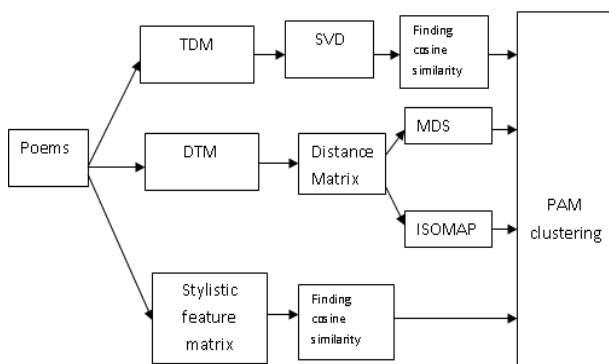 Poems
TDM
SVD
Finding
cosine
similarity
DTM
Distance
Matrix
MDS
ISOMAP
Stylistic
feature
matrix
Finding
cosine
similarity
PAM
clustering